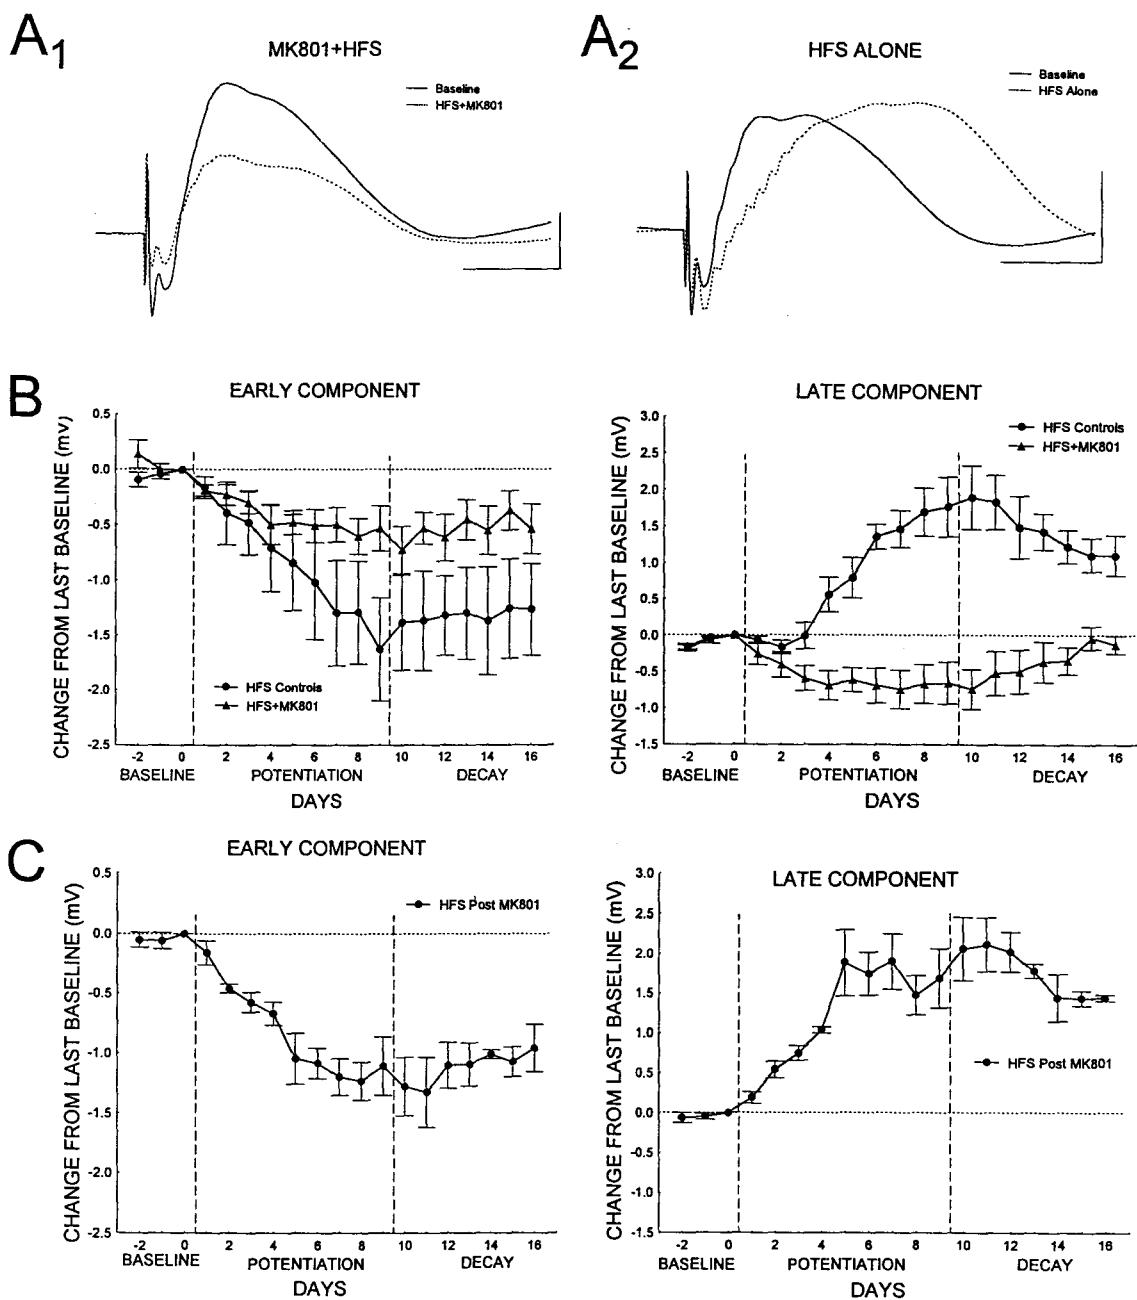 A1
MK801+HFS
Baseline
HFS+MK801
A2
HFS ALONE
Baseline
HFS Alone
B
EARLY COMPONENT
CHANGE FROM LAST BASELINE (mv)
0.5
0.0
-0.5
-1.0
-1.5
-2.0
-2.5
HFS Controls
HFS+MK801
-2 0 2 4 6 8 10 12 14 16
BASELINE POTENTIATION DECAY
DAYS
LATE COMPONENT
CHANGE FROM LAST BASELINE (mv)
3.0
2.5
2.0
1.5
1.0
0.5
0.0
-0.5
-1.0
-1.5
HFS Controls
HFS+MK801
-2 0 2 4 6 8 10 12 14 16
BASELINE POTENTIATION DECAY
DAYS
C
EARLY COMPONENT
CHANGE FROM LAST BASELINE (mV)
0.5
0.0
-0.5
-1.0
-1.5
-2.0
-2.5
HFS Post MK801
-2 0 2 4 6 8 10 12 14 16
BASELINE POTENTIATION DECAY
DAYS
LATE COMPONENT
CHANGE FROM LAST BASELINE (mV)
3.0
2.5
2.0
1.5
1.0
0.5
0.0
-0.5
-1.0
-1.5
HFS Post MK801
-2 0 2 4 6 8 10 12 14 16
BASELINE POTENTIATION DECAY
DAYS